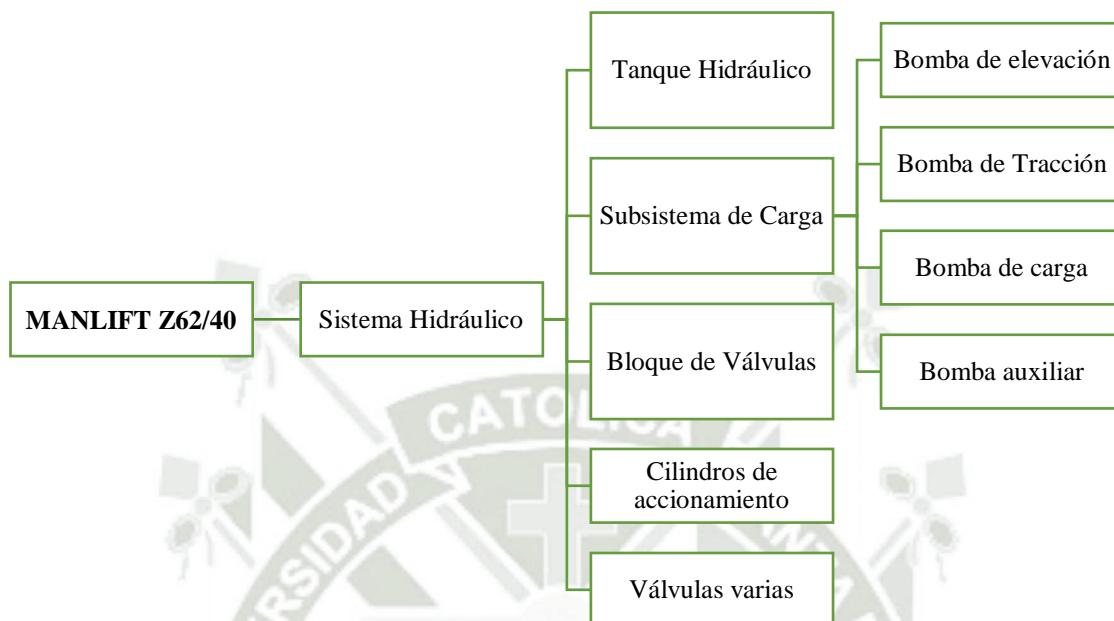 Tanque Hidráulico
Bomba de elevación
Bomba de Tracción
Subsistema de Carga
Bomba de carga
MANLIFT Z62/40
Sistema Hidráulico
Bloque de Válvulas
Bomba auxiliar
CATOLICA
Cilindros de
accionamiento
Válvulas varias